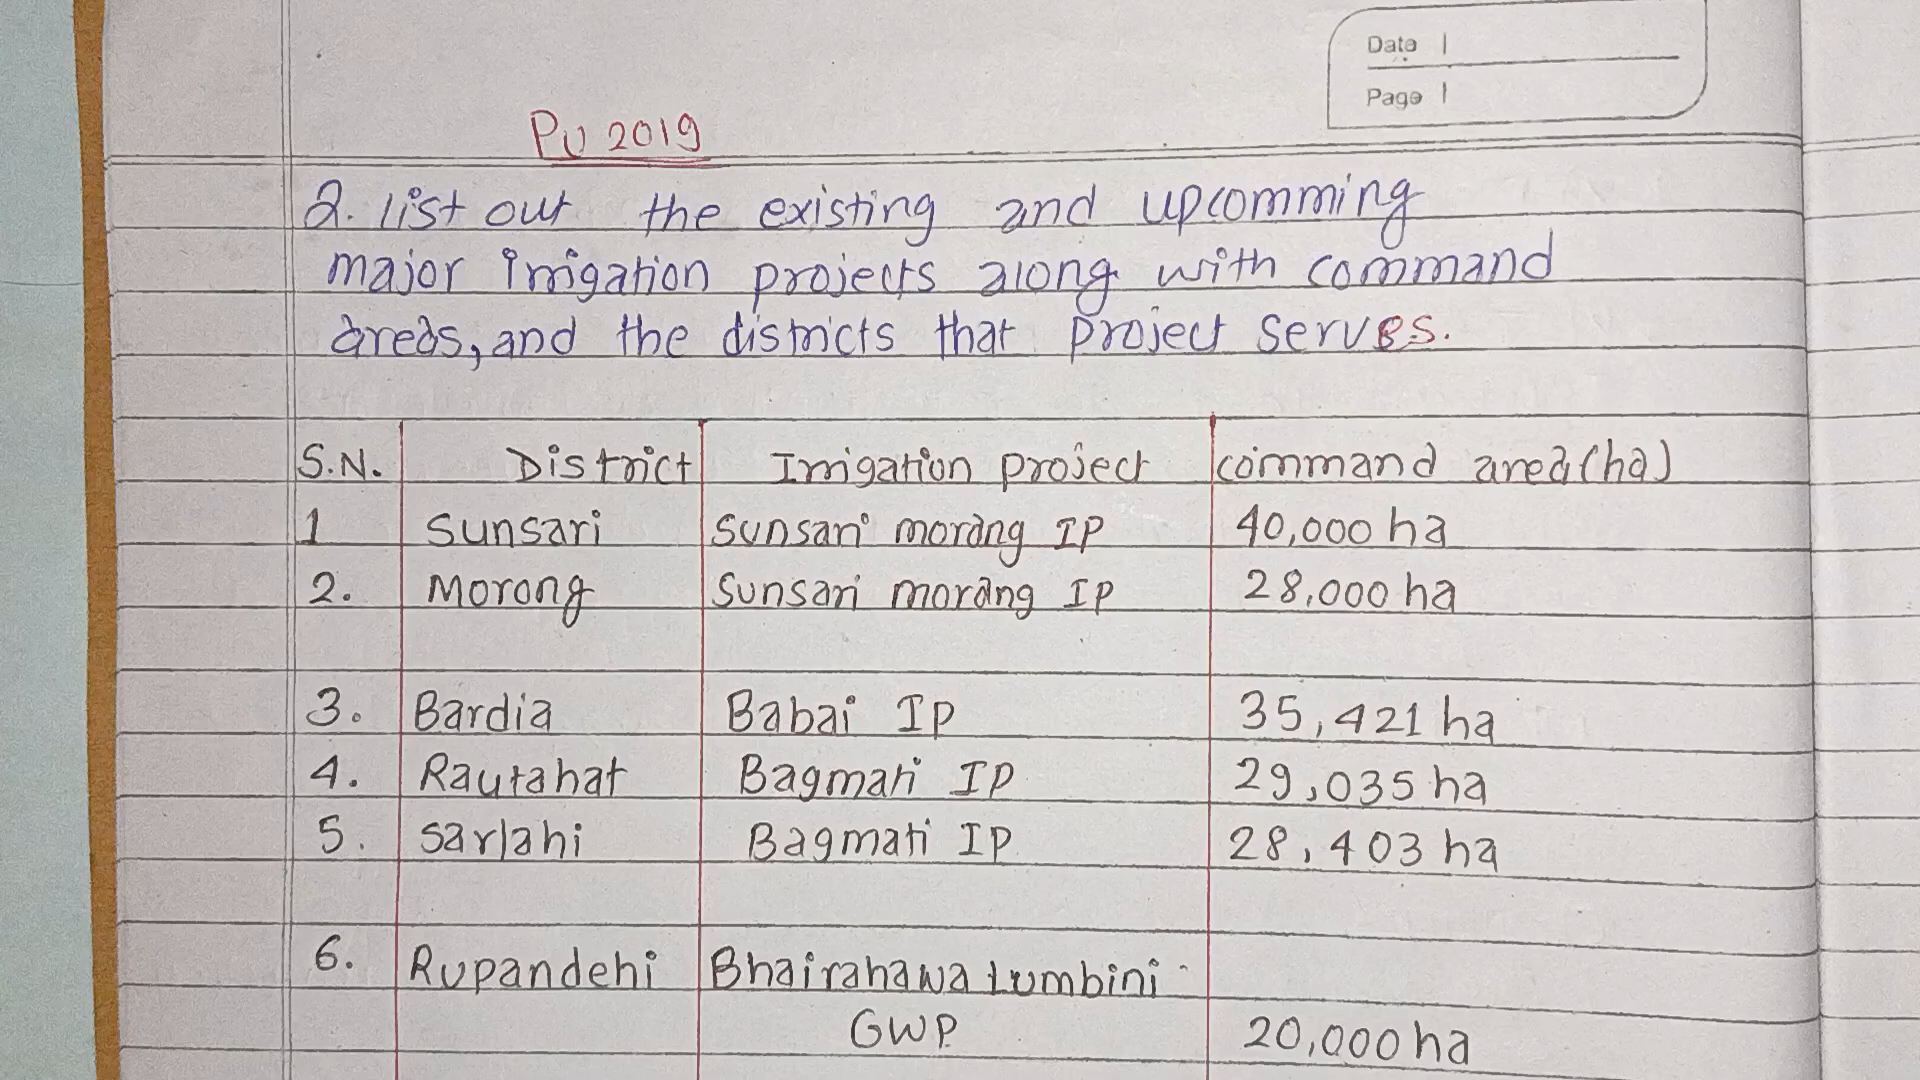 Date
Page
PU 2019
2. list out the existing and upcomming
major irrigation projects along with command
areas, and the districts that project serves.
S.N. District Irrigation project command area (ha)
1 Sunsari Sunsari morang IP 40,000 ha
2. Morong Sunsari morang IP 28,000 ha
3. Bardia Babai IP 35,421 ha
4. Rautahat Bagmati IP 29,035 ha
5. Sarlahi Bagmati IP 28,403 ha
6. Rupandehi Bhairahawa Lumbini
GWP 20,000 ha